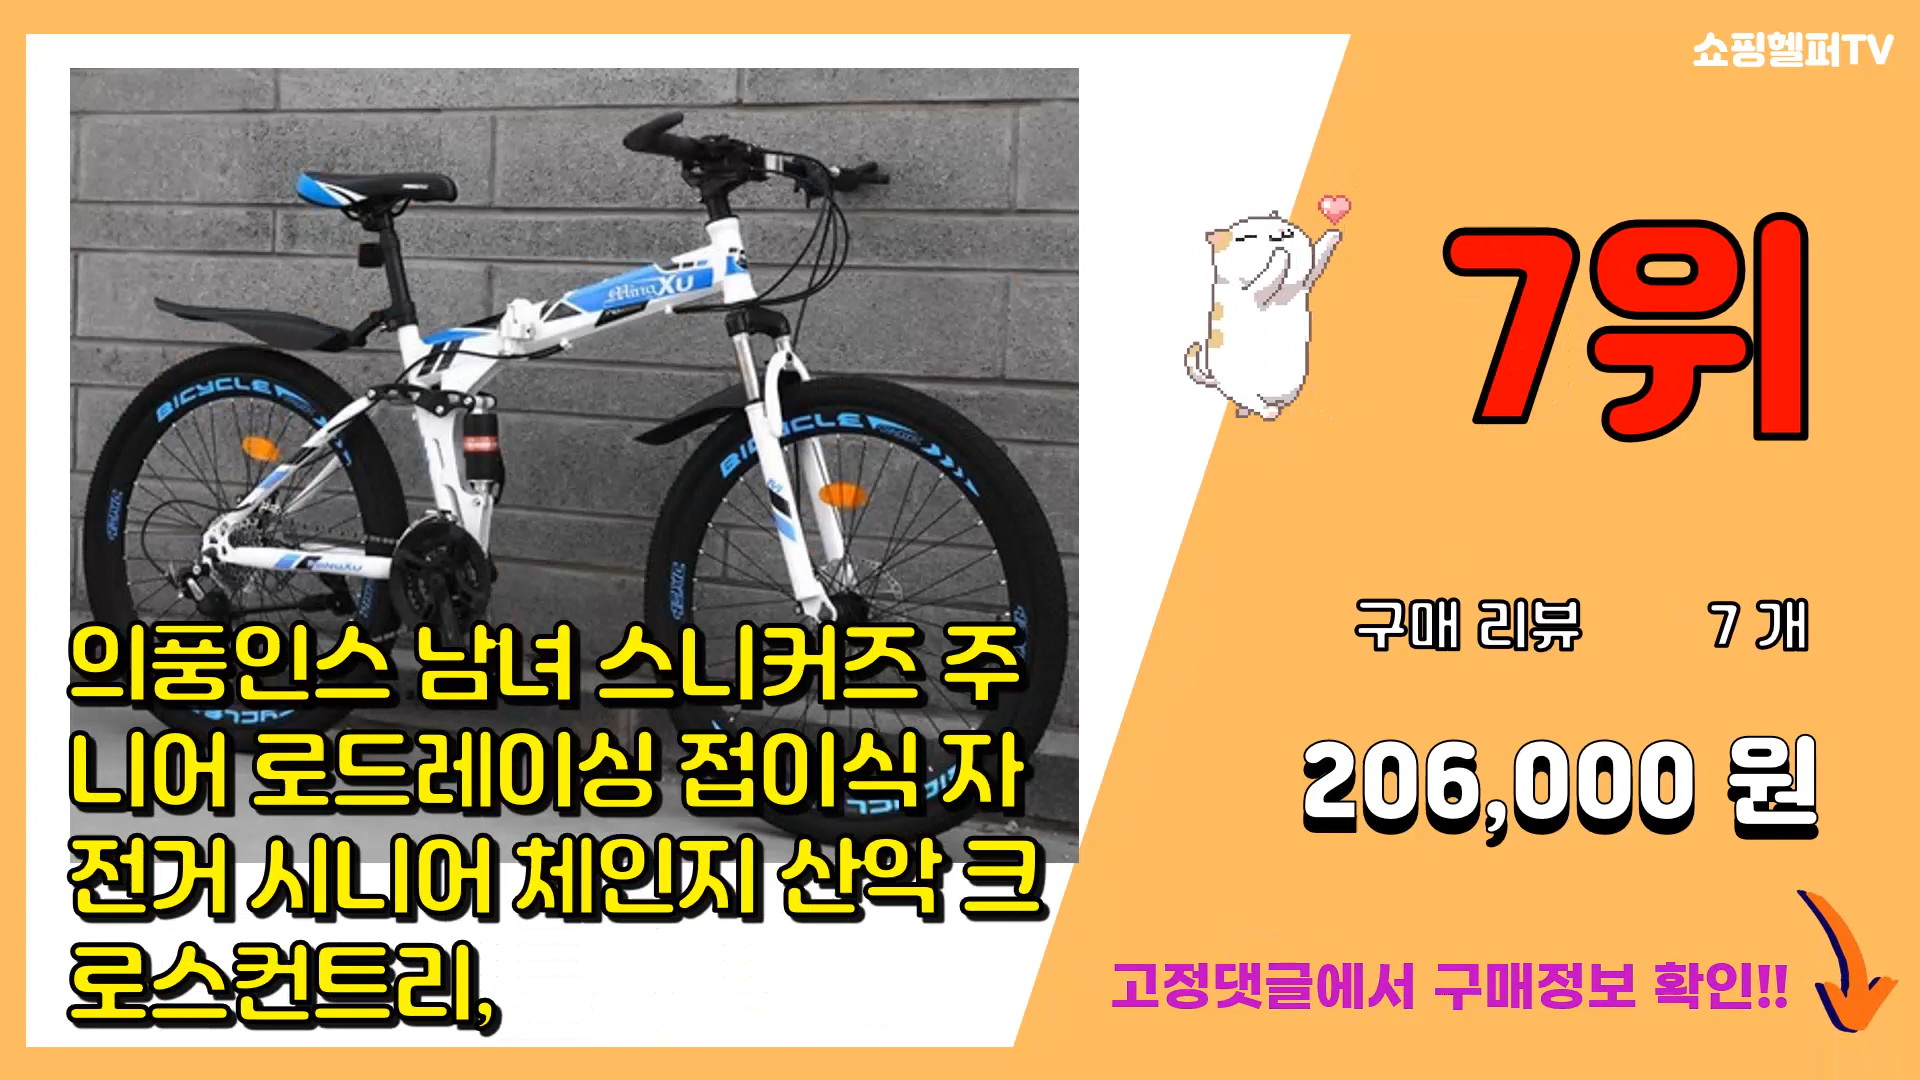 쇼핑헬퍼TV
7위
BICYCLE
BICYCLE
MingXU
의풍인스 남녀 스니커즈 주
니어 로드레이싱 접이식 자
전거 시니어 체인지 산악 크
로스컨트리,
구매 리뷰 7 개
206,000 원
고정댓글에서 구매정보 확인!!